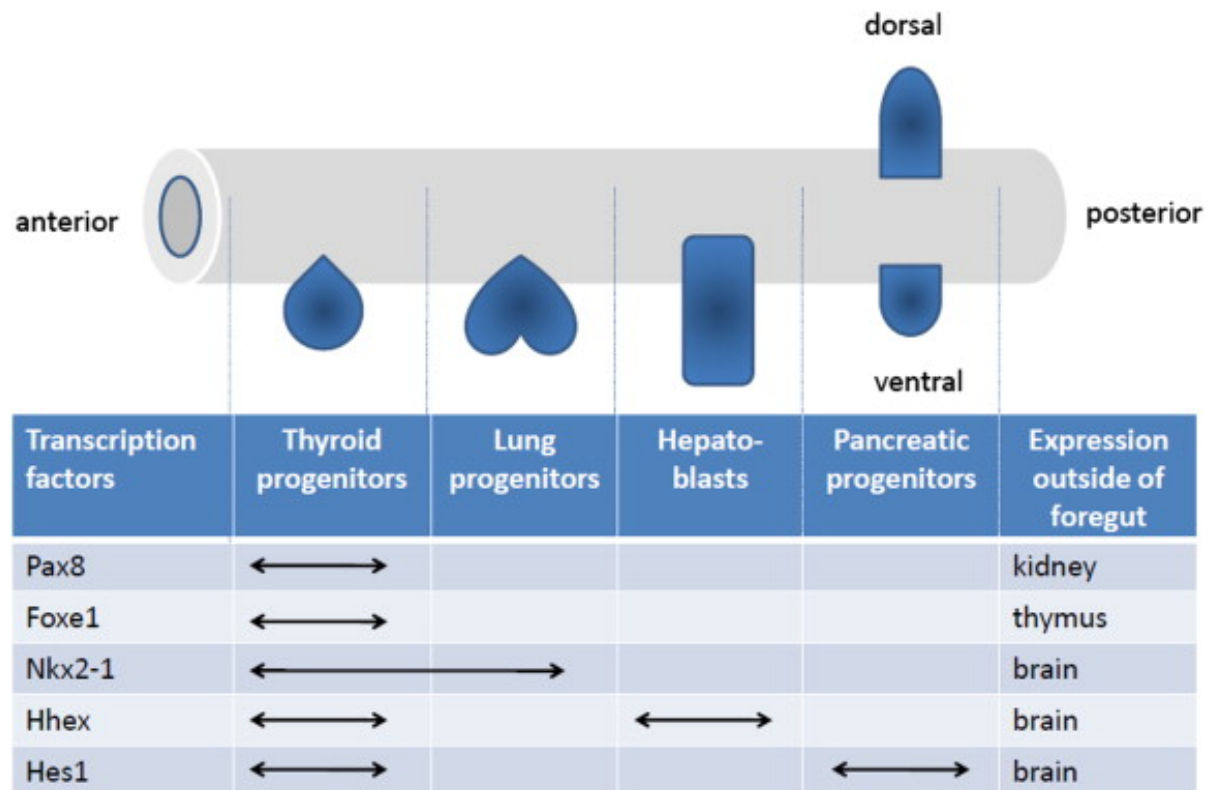 dorsal
anterior
posterior
ventral
Transcription factors
Thyroid progenitors
Lung progenitors
Hepato-
blasts
Pancreatic progenitors
Expression outside of foregut
Pax8
kidney
Foxe1
thymus
Nkx2-1
brain
Hhex
brain
Hes1
brain